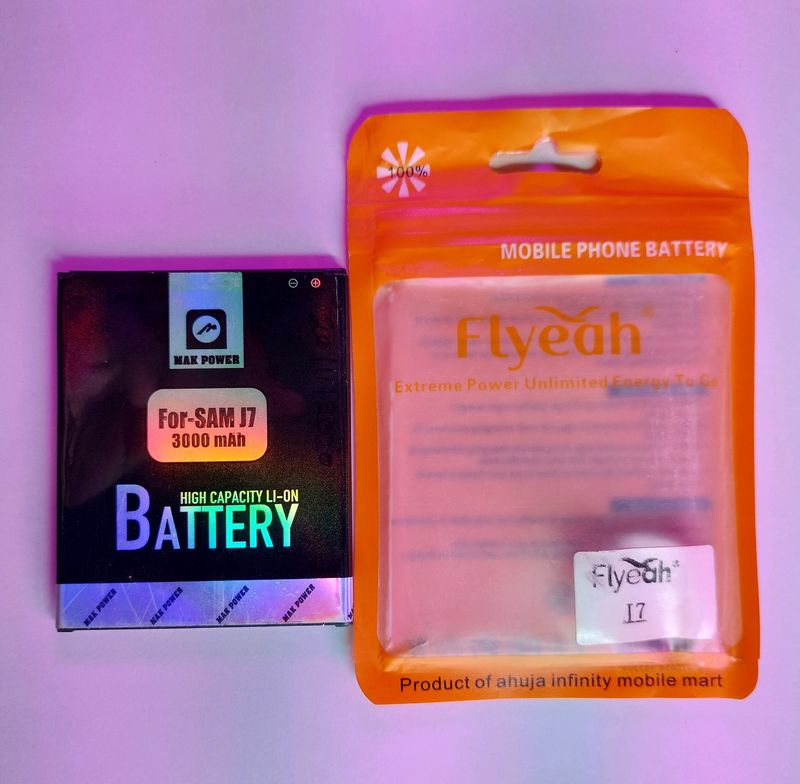 MAK POWER
For-SAM J7
3000 mAh
HIGH CAPACITY LI-ON
BATTERY
MAK POWER
MAK POWER
MAK POWER
MAK POWER
100%
MOBILE PHONE BATTERY
Flyeah®
Extreme Power Unlimited Energy To Go
Flyeah®
J7
Product of ahuja infinity mobile mart